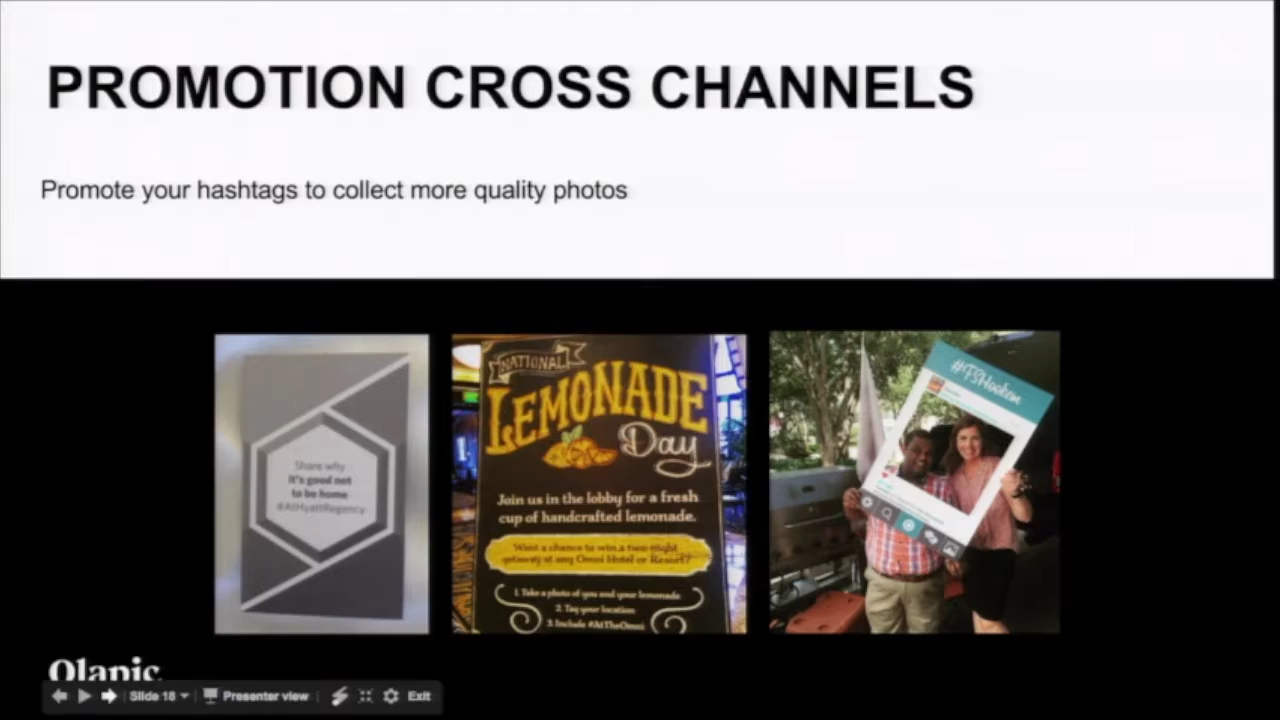 PROMOTION CROSS CHANNELS
Promote your hashtags to collect more quality photos
Share why
it's good not
to be home
#AtHyattRegency
NATIONAL
LEMONADE
Day
Join us in the lobby for a fresh
cup of handcrafted lemonade.
Want a chance to win a two-night
getaway at any Omni Hotel or Resort?
1. Take a photo of you and your lemonade
2. Tag your location
3. Include #AtTheOmni
#TSHookem
Olapic
Slide 18
Presenter view
Exit